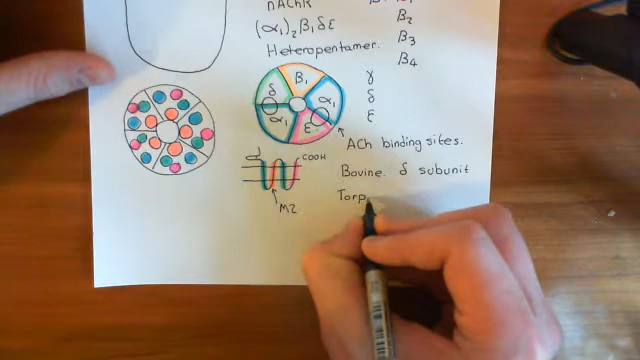 nAChR
(α₁)₂β₁δε
Heteropentamer.
β₂
β₃
β₄
γ
δ
ε
δ
β₁
α₁
α₁
ε
ACh binding sites.
COOH
M2
Bovine. δ subunit
Torp